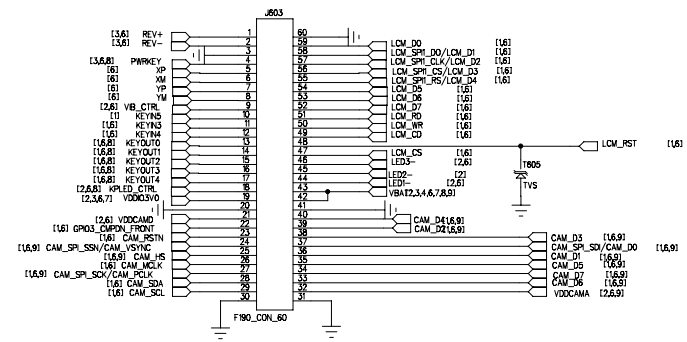 J603
[3,6] REV+ 1 60
[3,6] REV- 2 59 LCM_D0 [1,6]
3 58 LCM_SPI1_DO/LCM_D1 [1,6]
[3,6,8] PWRKEY 4 57 LCM_SPI1_CLK/LCM_D2 [1,6]
[6] XP 5 56 LCM_SPI1_CS/LCM_D3 [1,6]
[6] XM 6 55 LCM_SPI1_RS/LCM_D4 [1,6]
[6] YP 7 54 LCM_D5 [1,6]
[6] YM 8 53 LCM_D6 [1,6]
[2,6] VIB_CTRL 9 52 LCM_D7 [1,6]
[1] KEYIN5 10 51 LCM_RD [1,6]
[1,6] KEYIN3 11 50 LCM_WR [1,6]
[1,6] KEYIN4 12 49 LCM_CD [1,6]
[1,6,8] KEYOUT0 13 48 LCM_RST [1,6]
[1,6,8] KEYOUT1 14 47 LCM_CS [1,6]
[1,6,8] KEYOUT2 15 46 LED3- [2,6]
[1,6,8] KEYOUT3 16 45 LED2- [2]
[1,6,8] KEYOUT4 17 44 LED1- [2,6]
[2,6,8] KPLED_CTRL 18 43 VBAT[2,3,4,6,7,8,9]
[2,3,6,7] VDDIO3V0 19 42
T605
TVS
20 41
[2,6] VDDCAMD 21 40 CAM_D4[1,6,9]
[1,6] GPIO3_CMPDN_FRONT 22 39 CAM_D2[1,6,9]
[1,6] CAM_RSTN 23 38 CAM_D3 [1,6,9]
[1,6,9] CAM_SPI_SSN/CAM_VSYNC 24 37 CAM_SPI_SDI/CAM_D0 [1,6,9]
[1,6,9] CAM_HS 25 36 CAM_D1 [1,6,9]
[1,6] CAM_MCLK 26 35 CAM_D5 [1,6,9]
[1,6,9] CAM_SPI_SCK/CAM_PCLK 27 34 CAM_D7 [1,6,9]
[1,6] CAM_SDA 28 33 CAM_D6 [1,6,9]
[1,6] CAM_SCL 29 32 VDDCAMA [2,6,9]
30 31
F190_CON_60